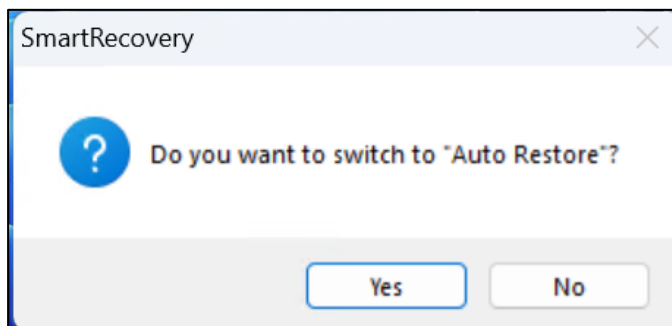 SmartRecovery
?
Do you want to switch to "Auto Restore"?
Yes
No